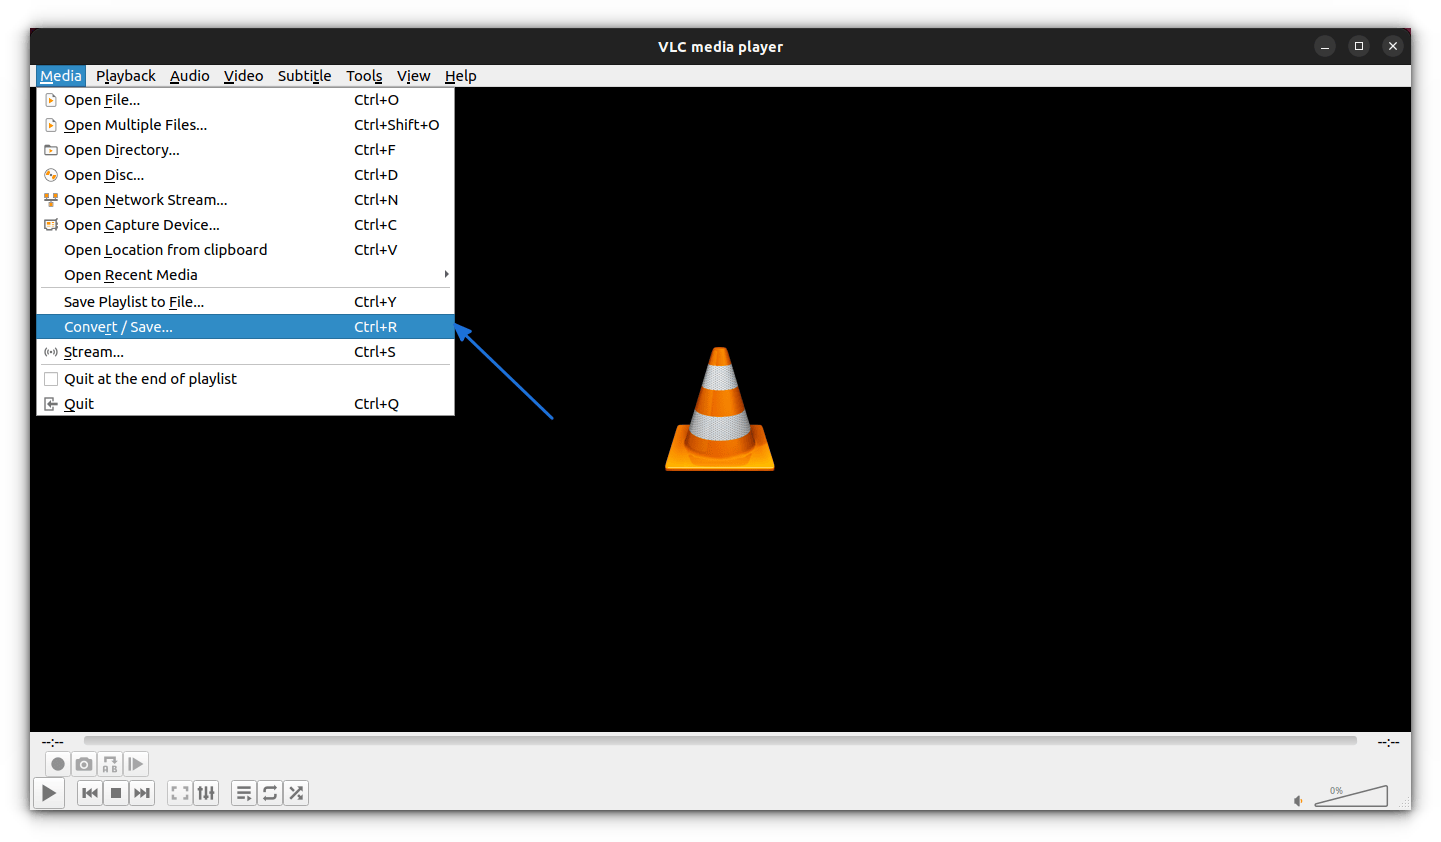 VLC media player
Media Playback Audio Video Subtitle Tools View Help
Open File... Ctrl+O
Open Multiple Files... Ctrl+Shift+O
Open Directory... Ctrl+F
Open Disc... Ctrl+D
Open Network Stream... Ctrl+N
Open Capture Device... Ctrl+C
Open Location from clipboard Ctrl+V
Open Recent Media
Save Playlist to File... Ctrl+Y
Convert / Save... Ctrl+R
Stream... Ctrl+S
Quit at the end of playlist
Quit Ctrl+Q
--:-- --:--
A B
0%